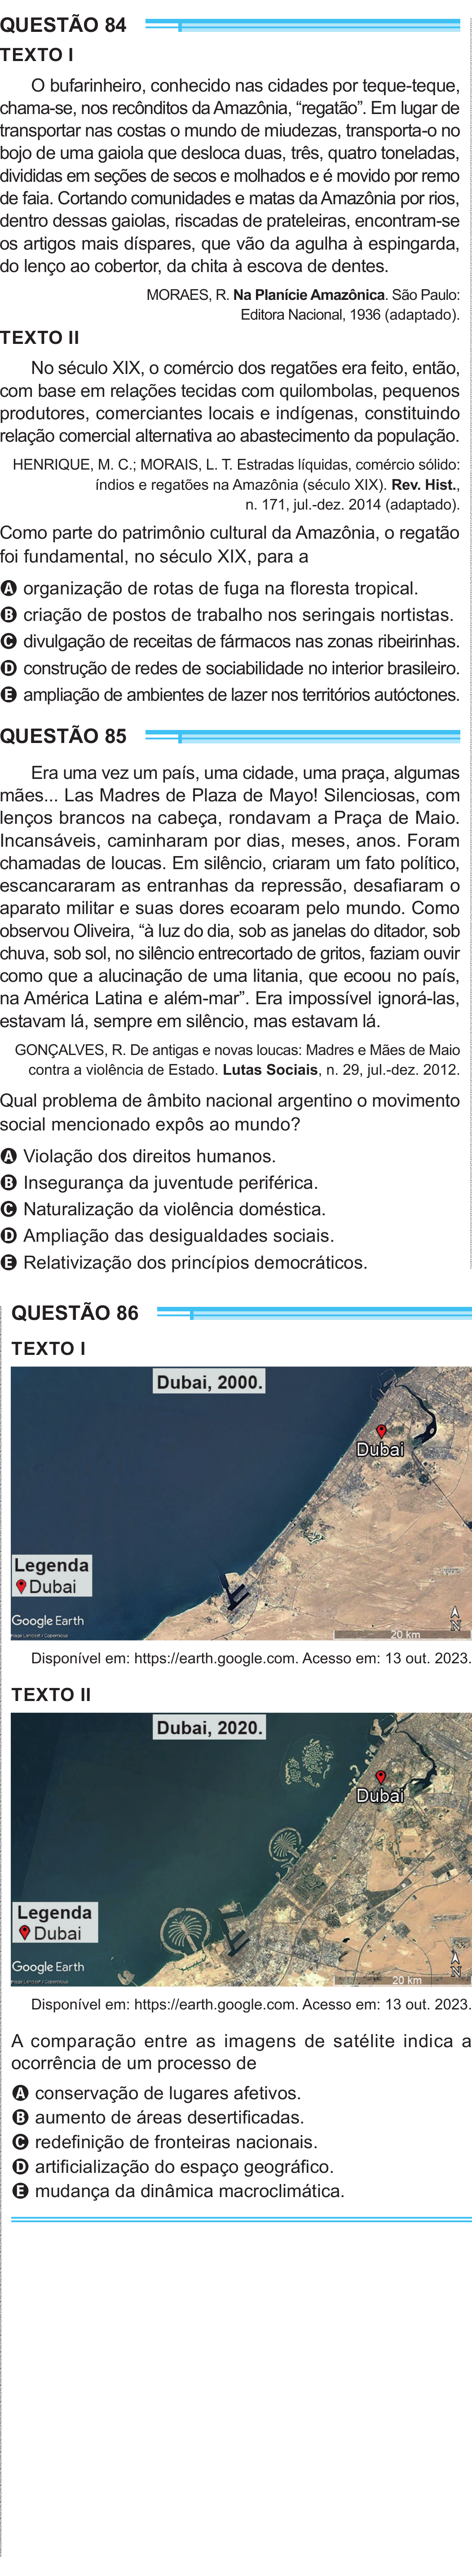 QUESTÃO 84
TEXTO I
O bufarinheiro, conhecido nas cidades por teque-teque,
chama-se, nos recônditos da Amazônia, “regatão”. Em lugar de
transportar nas costas o mundo de miudezas, transporta-o no
bojo de uma gaiola que desloca duas, três, quatro toneladas,
divididas em seções de secos e molhados e é movido por remo
de faia. Cortando comunidades e matas da Amazônia por rios,
dentro dessas gaiolas, riscadas de prateleiras, encontram-se
os artigos mais díspares, que vão da agulha à espingarda,
do lenço ao cobertor, da chita à escova de dentes.
MORAES, R. Na Planície Amazônica. São Paulo:
Editora Nacional, 1936 (adaptado).
TEXTO II
No século XIX, o comércio dos regatões era feito, então,
com base em relações tecidas com quilombolas, pequenos
produtores, comerciantes locais e indígenas, constituindo
relação comercial alternativa ao abastecimento da população.
HENRIQUE, M. C.; MORAIS, L. T. Estradas líquidas, comércio sólido:
índios e regatões na Amazônia (século XIX). Rev. Hist.,
n. 171, jul.-dez. 2014 (adaptado).
Como parte do patrimônio cultural da Amazônia, o regatão
foi fundamental, no século XIX, para a
A organização de rotas de fuga na floresta tropical.
B criação de postos de trabalho nos seringais nortistas.
C divulgação de receitas de fármacos nas zonas ribeirinhas.
D construção de redes de sociabilidade no interior brasileiro.
E ampliação de ambientes de lazer nos territórios autóctones.
QUESTÃO 85
Era uma vez um país, uma cidade, uma praça, algumas
mães... Las Madres de Plaza de Mayo! Silenciosas, com
lenços brancos na cabeça, rondavam a Praça de Maio.
Incansáveis, caminharam por dias, meses, anos. Foram
chamadas de loucas. Em silêncio, criaram um fato político,
escancararam as entranhas da repressão, desafiaram o
aparato militar e suas dores ecoaram pelo mundo. Como
observou Oliveira, “à luz do dia, sob as janelas do ditador, sob
chuva, sob sol, no silêncio entrecortado de gritos, faziam ouvir
como que a alucinação de uma litania, que ecoou no país,
na América Latina e além-mar”. Era impossível ignorá-las,
estavam lá, sempre em silêncio, mas estavam lá.
GONÇALVES, R. De antigas e novas loucas: Madres e Mães de Maio
contra a violência de Estado. Lutas Sociais, n. 29, jul.-dez. 2012.
Qual problema de âmbito nacional argentino o movimento
social mencionado expôs ao mundo?
A Violação dos direitos humanos.
B Insegurança da juventude periférica.
C Naturalização da violência doméstica.
D Ampliação das desigualdades sociais.
E Relativização dos princípios democráticos.
QUESTÃO 86
TEXTO I
Dubai, 2000.
Dubai
Legenda
Dubai
Google Earth
Image Landsat / Copernicus
N
20 km
Disponível em: https://earth.google.com. Acesso em: 13 out. 2023.
TEXTO II
Dubai, 2020.
Dubai
Legenda
Dubai
Google Earth
Image Landsat / Copernicus
N
20 km
Disponível em: https://earth.google.com. Acesso em: 13 out. 2023.
A comparação entre as imagens de satélite indica a
ocorrência de um processo de
A conservação de lugares afetivos.
B aumento de áreas desertificadas.
C redefinição de fronteiras nacionais.
D artificialização do espaço geográfico.
E mudança da dinâmica macroclimática.